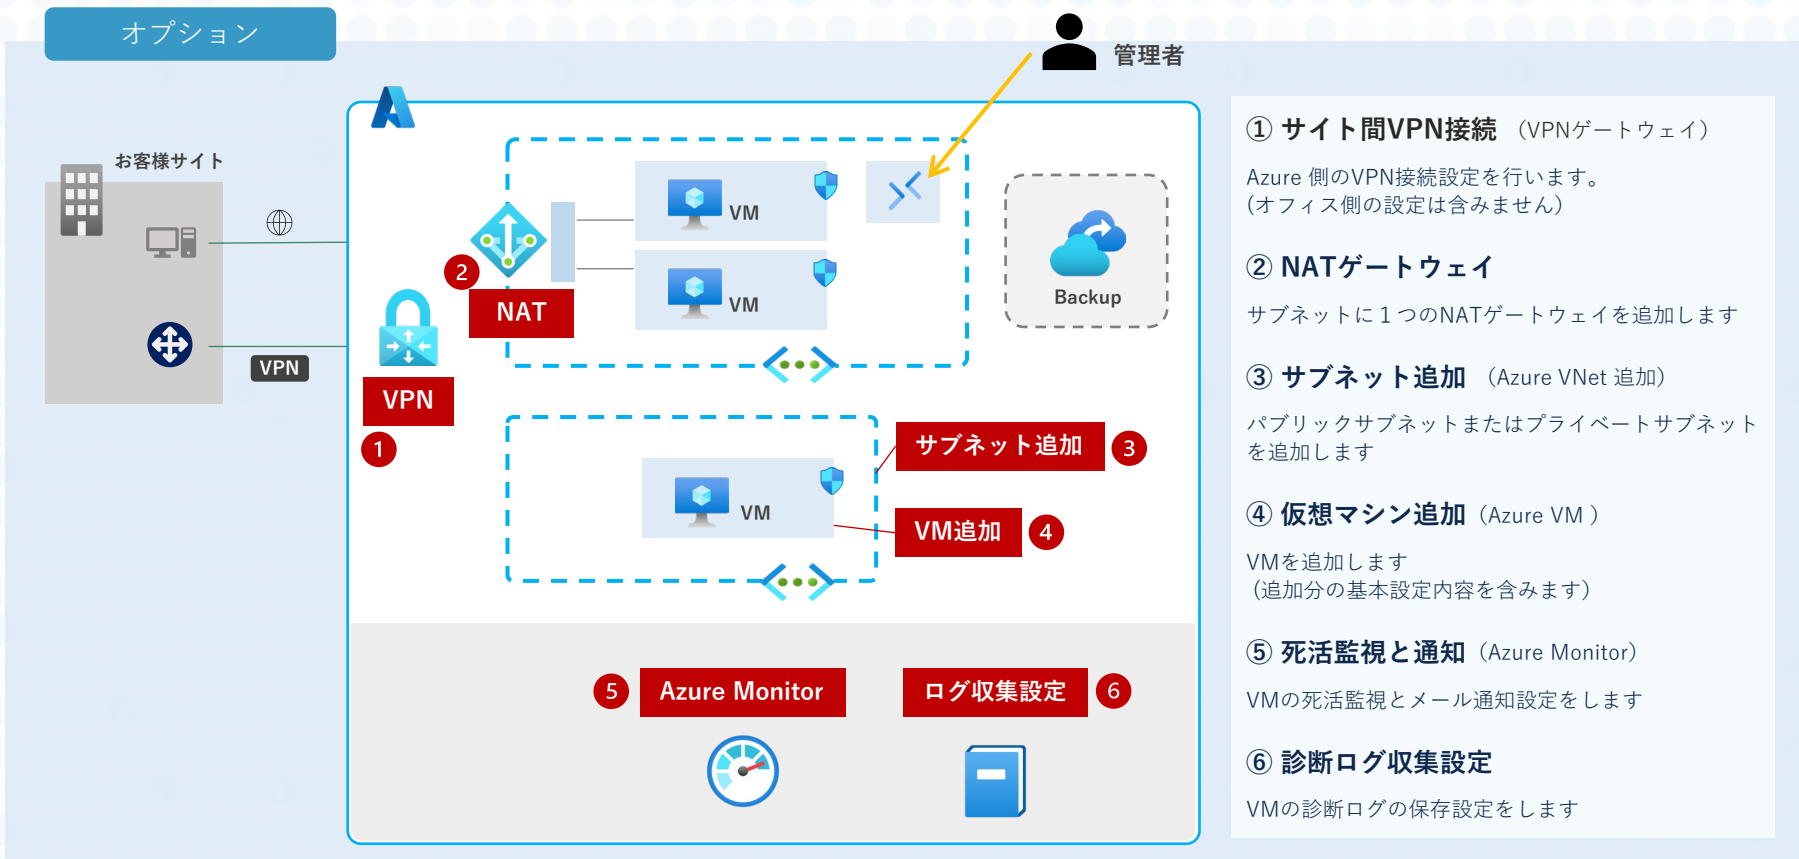 オプション
管理者
お客様サイト
VPN
VM
VM
Backup
2
NAT
VPN
1
サブネット追加 3
VM
VM追加 4
5 Azure Monitor
ログ収集設定 6
① サイト間VPN接続 （VPNゲートウェイ）
Azure 側のVPN接続設定を行います。
(オフィス側の設定は含みません)
② NATゲートウェイ
サブネットに１つのNATゲートウェイを追加します
③ サブネット追加 （Azure VNet 追加）
パブリックサブネットまたはプライベートサブネット
を追加します
④ 仮想マシン追加（Azure VM ）
VMを追加します
（追加分の基本設定内容を含みます）
⑤ 死活監視と通知（Azure Monitor）
VMの死活監視とメール通知設定をします
⑥ 診断ログ収集設定
VMの診断ログの保存設定をします